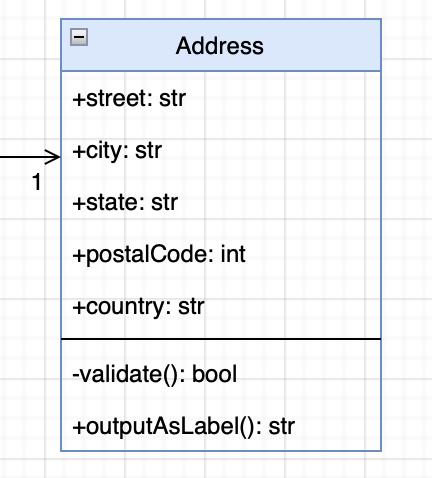 Address
+street: str
+city: str
1
+state: str
+postalCode: int
+country: str
-validate(): bool
+outputAsLabel(): str